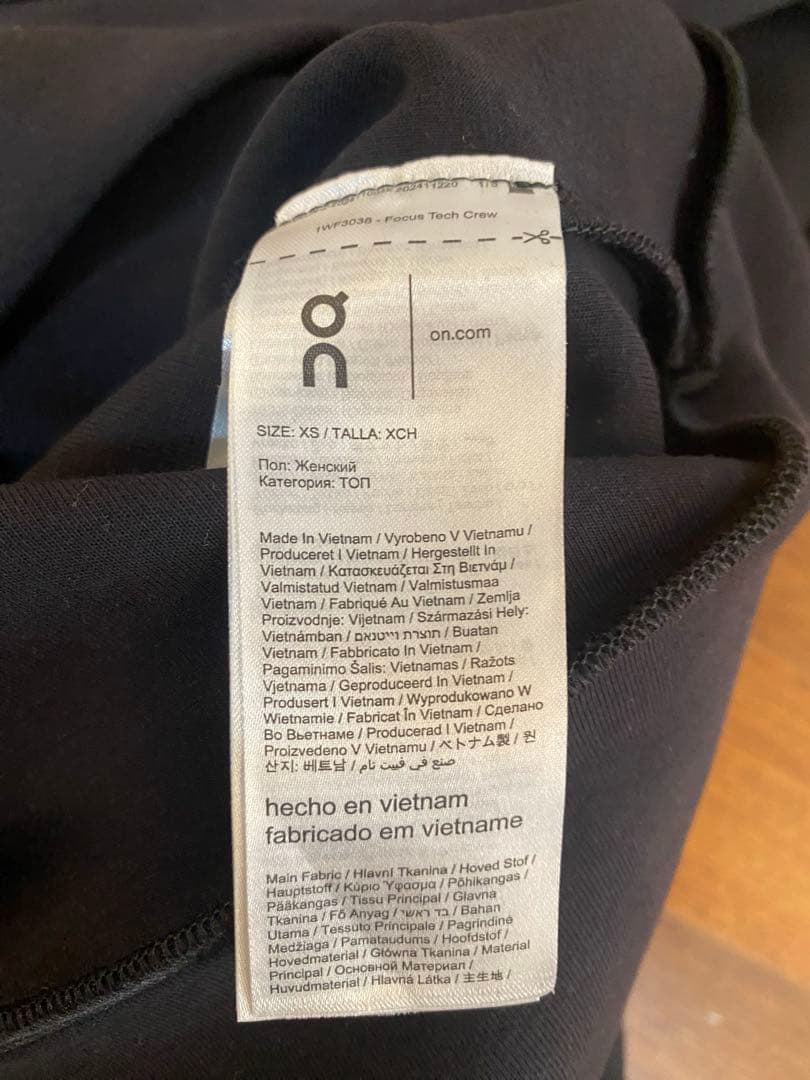 202411220 1/3
1WF3038 - Focus Tech Crew
on.com
SIZE: XS / TALLA: XCH
Пол: Женский
Категория: ТОП
Made In Vietnam / Vyrobeno V Vietnamu /
Produceret I Vietnam / Hergestellt In
Vietnam / Κατασκευάζεται Στη Βιετνάμ /
Valmistatud Vietnam / Valmistusmaa
Vietnam / Fabriqué Au Vietnam / Zemlja
Proizvodnje: Vijetnam / Származási Hely:
Vietnámban / תוצרת וייטנאם / Buatan
Vietnam / Fabbricato In Vietnam /
Pagaminimo Šalis: Vietnamas / Ražots
Vjetnama / Geproduceerd In Vietnam /
Produsert I Vietnam / Wyprodukowano W
Wietnamie / Fabricat În Vietnam / Сделано
Во Вьетнаме / Producerad I Vietnam /
Proizvedeno V Vietnamu / ベトナム製 / 원
산지: 베트남 / صنع في فييت نام
hecho en vietnam
fabricado em vietname
Main Fabric / Hlavní Tkanina / Hoved Stof /
Hauptstoff / Κύριο Ύφασμα / Põhikangas /
Pääkangas / Tissu Principal / Glavna
Tkanina / Fő Anyag / בד ראשי / Bahan
Utama / Tessuto Principale / Pagrindinė
Medžiaga / Pamataudums / Hoofdstof /
Hovedmaterial / Główna Tkanina / Material
Principal / Основной Материал /
Huvudmaterial / Hlavná Látka / 主生地 /